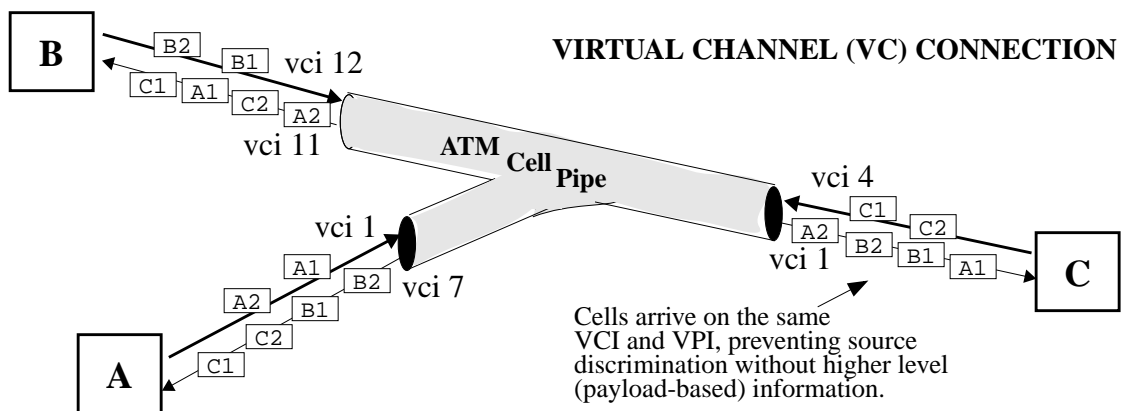 VIRTUAL CHANNEL (VC) CONNECTION
B
B2
B1
vci 12
C1
A1
C2
A2
vci 11
ATM Cell Pipe
vci 4
C1
C2
A2
B2
B1
A1
vci 1
C
vci 1
A1
A2
B2
B1
C2
C1
vci 7
A
Cells arrive on the same
VCI and VPI, preventing source
discrimination without higher level
(payload-based) information.